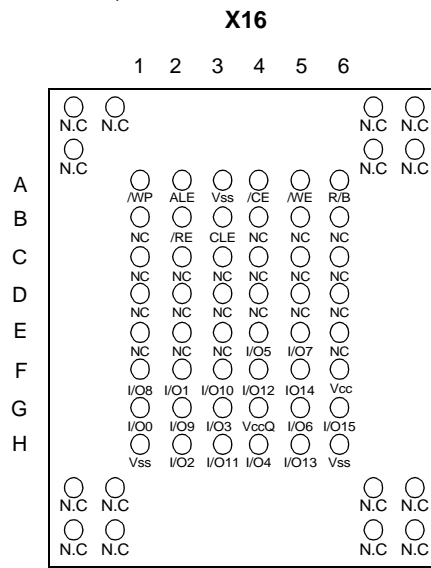 X16
1 2 3 4 5 6
N.C N.C N.C N.C
N.C N.C N.C
A
/WP ALE Vss /CE /WE R/B
B
NC /RE CLE NC NC NC
C
NC NC NC NC NC NC
D
NC NC NC NC NC NC
E
NC NC NC I/O5 I/O7 NC
F
I/O8 I/O1 I/O10 I/O12 IO14 Vcc
G
I/O0 I/O9 I/O3 VccQ I/O6 I/O15
H
Vss I/O2 I/O11 I/O4 I/O13 Vss
N.C N.C N.C N.C
N.C N.C N.C N.C